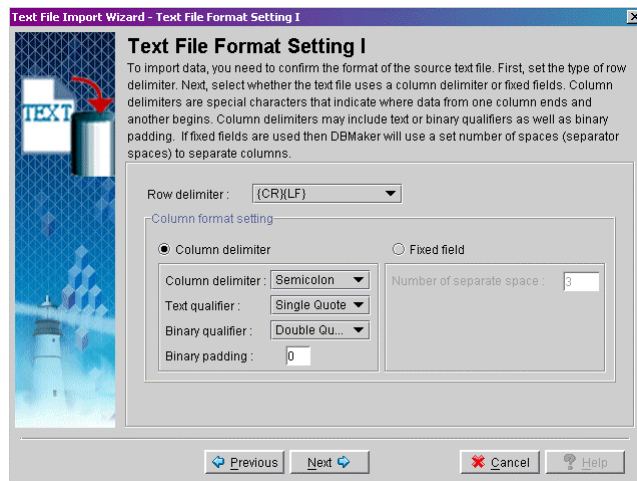 Text File Import Wizard - Text File Format Setting I
Text File Format Setting I
To import data, you need to confirm the format of the source text file. First, set the type of row
delimiter. Next, select whether the text file uses a column delimiter or fixed fields. Column
delimiters are special characters that indicate where data from one column ends and
another begins. Column delimiters may include text or binary qualifiers as well as binary
padding. If fixed fields are used then DBMaker will use a set number of spaces (separator
spaces) to separate columns.
TEXT
Row delimiter : {CR}{LF}
Column format setting
Column delimiter
Fixed field
Column delimiter : Semicolon
Number of separate space : 3
Text qualifier : Single Quote
Binary qualifier : Double Qu...
Binary padding : 0
Previous Next Cancel Help